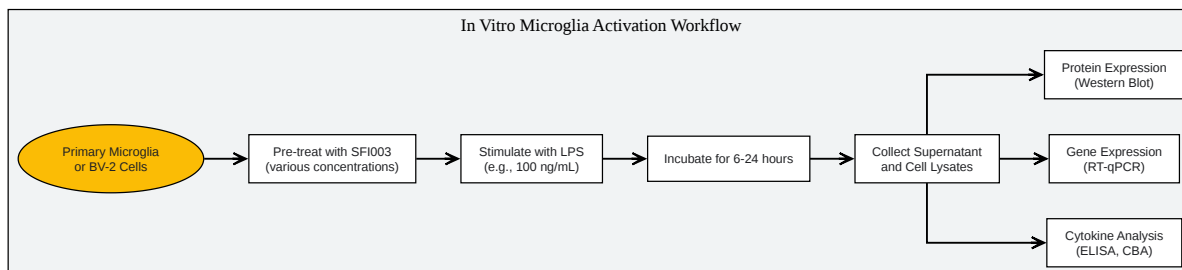 In Vitro Microglia Activation Workflow
Protein Expression
(Western Blot)
Primary Microglia
or BV-2 Cells
Pre-treat with SFI003
(various concentrations)
Stimulate with LPS
(e.g., 100 ng/mL)
Incubate for 6-24 hours
Collect Supernatant
and Cell Lysates
Gene Expression
(RT-qPCR)
Cytokine Analysis
(ELISA, CBA)